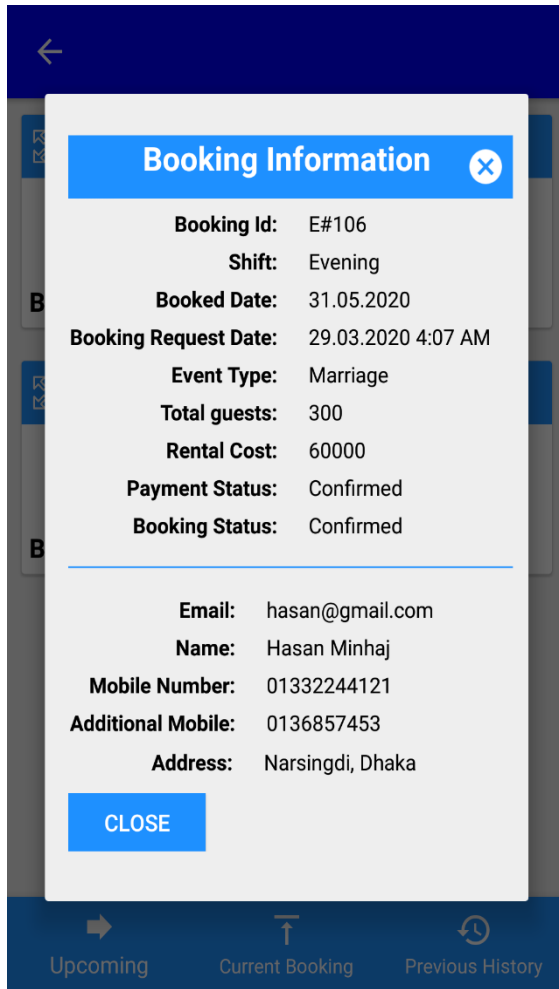 Booking Information
Booking Id: E#106
Shift: Evening
Booked Date: 31.05.2020
B
Booking Request Date: 29.03.2020 4:07 AM
Event Type: Marriage
Total guests: 300
Rental Cost: 60000
Payment Status: Confirmed
Booking Status: Confirmed
B
Email: hasan@gmail.com
Name: Hasan Minhaj
Mobile Number: 01332244121
Additional Mobile: 0136857453
Address: Narsingdi, Dhaka
CLOSE
Upcoming Current Booking Previous History